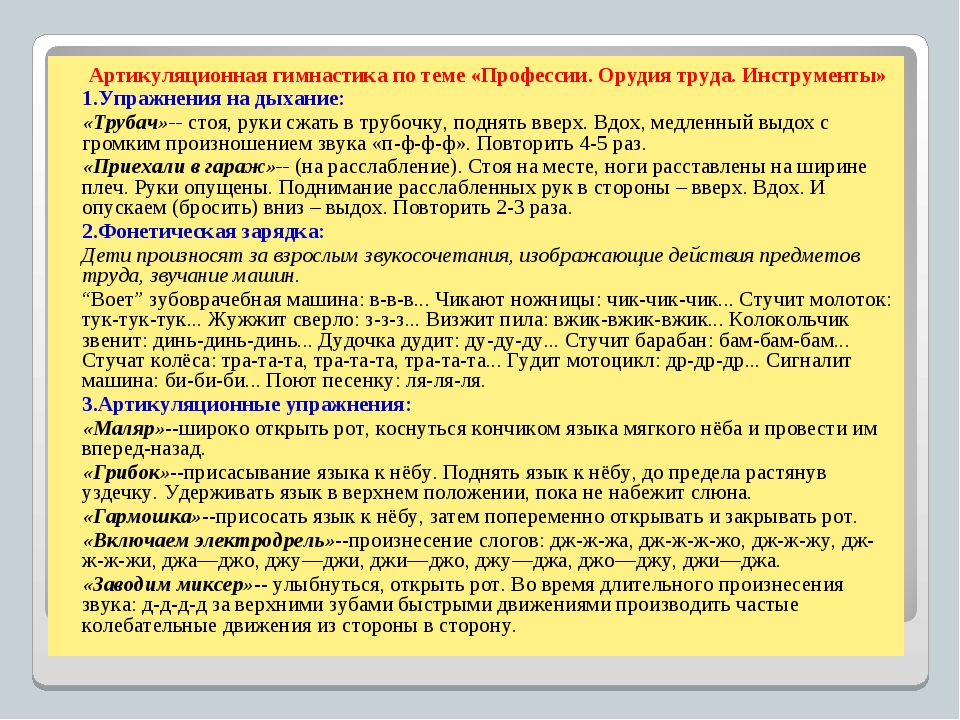 Артикуляционная гимнастика по теме «Профессии. Орудия труда. Инструменты»
1.Упражнения на дыхание:
«Трубач»-- стоя, руки сжать в трубочку, поднять вверх. Вдох, медленный выдох с
громким произношением звука «п-ф-ф-ф». Повторить 4-5 раз.
«Приехали в гараж»-- (на расслабление). Стоя на месте, ноги расставлены на ширине
плеч. Руки опущены. Поднимание расслабленных рук в стороны – вверх. Вдох. И
опускаем (бросить) вниз – выдох. Повторить 2-3 раза.
2.Фонетическая зарядка:
Дети произносят за взрослым звукосочетания, изображающие действия предметов
труда, звучание машин.
“Воет” зубоврачебная машина: в-в-в... Чикают ножницы: чик-чик-чик... Стучит молоток:
тук-тук-тук... Жужжит сверло: з-з-з... Визжит пила: вжик-вжик-вжик... Колокольчик
звенит: динь-динь-динь... Дудочка дудит: ду-ду-ду... Стучит барабан: бам-бам-бам...
Стучат колёса: тра-та-та, тра-та-та, тра-та-та... Гудит мотоцикл: др-др-др... Сигналит
машина: би-би-би... Поют песенку: ля-ля-ля.
3.Артикуляционные упражнения:
«Маляр»--широко открыть рот, коснуться кончиком языка мягкого нёба и провести им
вперед-назад.
«Грибок»--присасывание языка к нёбу. Поднять язык к нёбу, до предела растянув
уздечку. Удерживать язык в верхнем положении, пока не набежит слюна.
«Гармошка»--присосать язык к нёбу, затем попеременно открывать и закрывать рот.
«Включаем электродрель»--произнесение слогов: дж-ж-жа, дж-ж-ж-жо, дж-ж-жу, дж-
ж-ж-жи, джа—джо, джу—джи, джи—джо, джу—джа, джо—джу, джи—джа.
«Заводим миксер»-- улыбнуться, открыть рот. Во время длительного произнесения
звука: д-д-д-д за верхними зубами быстрыми движениями производить частые
колебательные движения из стороны в сторону.